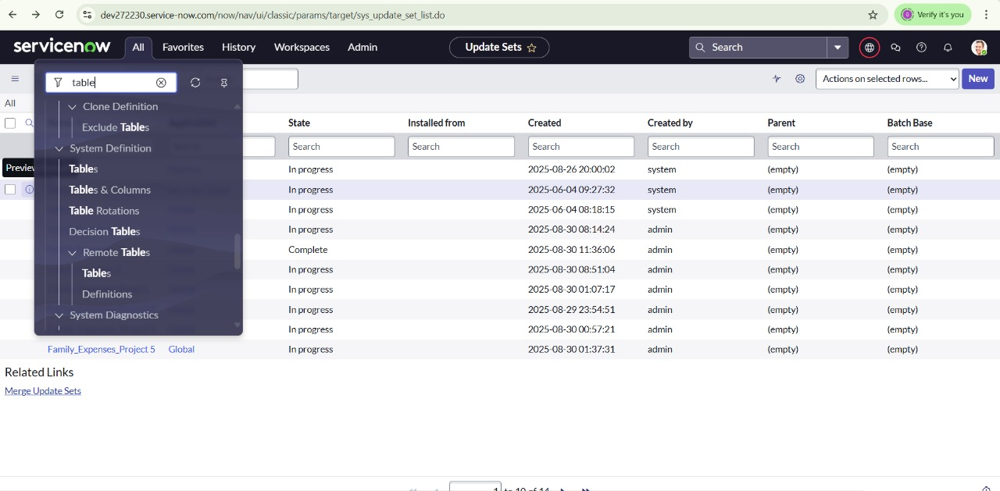 dev272230.service-now.com/now/nav/ui/classic/params/target/sys_update_set_list.do
Verify it's you
servicenow All Favorites History Workspaces Admin Update Sets Search
table
Actions on selected rows... New
All
Clone Definition
Exclude Tables
System Definition
Tables
Tables & Columns
Table Rotations
Decision Tables
Remote Tables
Tables
Definitions
System Diagnostics
State Installed from Created Created by Parent Batch Base
Search Search Search Search Search Search
Preview
In progress 2025-08-26 20:00:02 system (empty) (empty)
In progress 2025-06-04 09:27:32 system (empty) (empty)
In progress 2025-06-04 08:18:15 system (empty) (empty)
In progress 2025-08-30 08:14:24 admin (empty) (empty)
Complete 2025-08-30 11:36:06 admin (empty) (empty)
In progress 2025-08-30 08:51:04 admin (empty) (empty)
In progress 2025-08-30 01:07:17 admin (empty) (empty)
In progress 2025-08-29 23:54:51 admin (empty) (empty)
In progress 2025-08-30 00:57:21 admin (empty) (empty)
Family_Expenses_Project 5 Global In progress 2025-08-30 01:37:31 admin (empty) (empty)
Related Links
Merge Update Sets
1 to 10 of 14